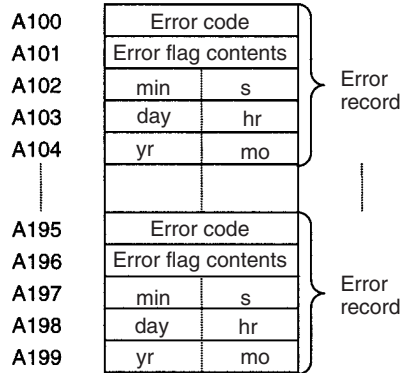 A100 Error code
A101 Error flag contents
A102 min s
A103 day hr
A104 yr mo
Error
record
A195 Error code
A196 Error flag contents
A197 min s
A198 day hr
A199 yr mo
Error
record